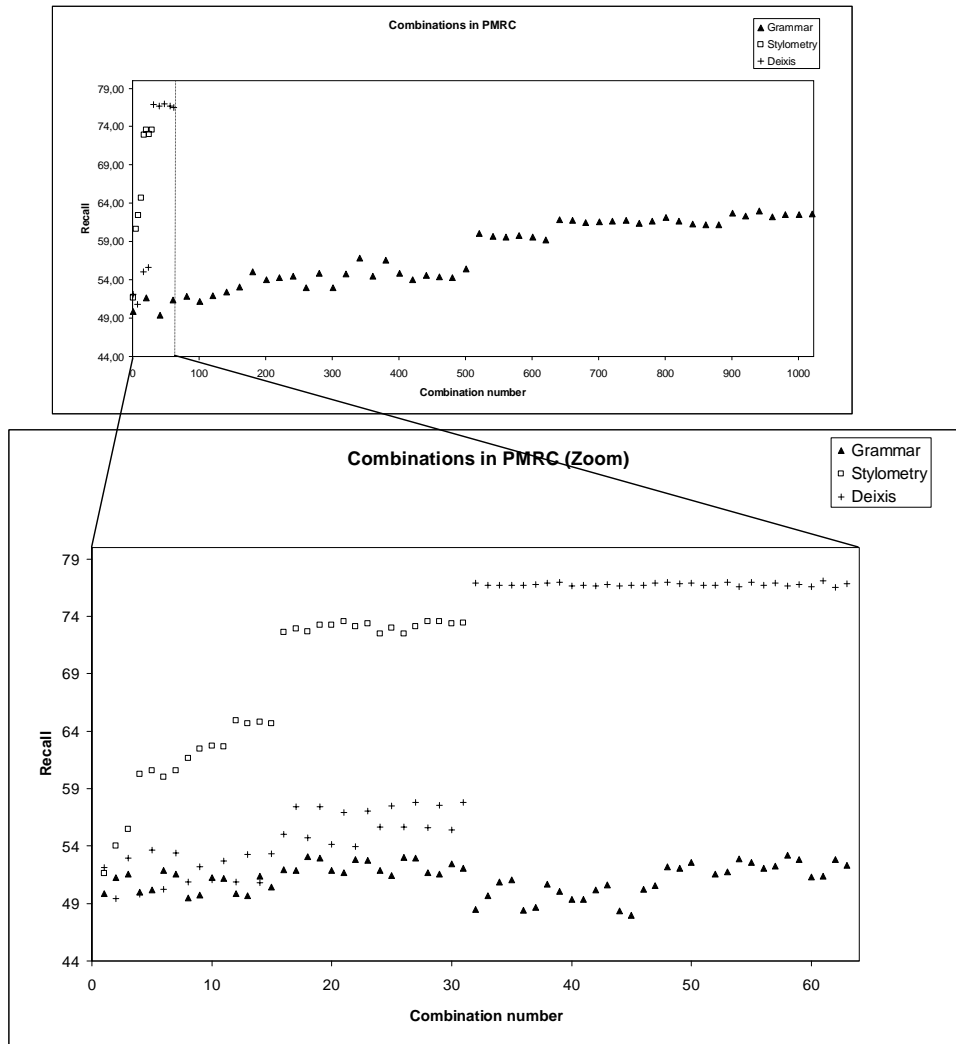 Combinations in PMRC
Grammar
Stylometry
Deixis
79,00
74,00
69,00
64,00
59,00
54,00
49,00
44,00
Recall
0 100 200 300 400 500 600 700 800 900 1000
Combination number
Combinations in PMRC (Zoom)
Grammar
Stylometry
Deixis
79
74
69
64
59
54
49
44
Recall
0 10 20 30 40 50 60
Combination number